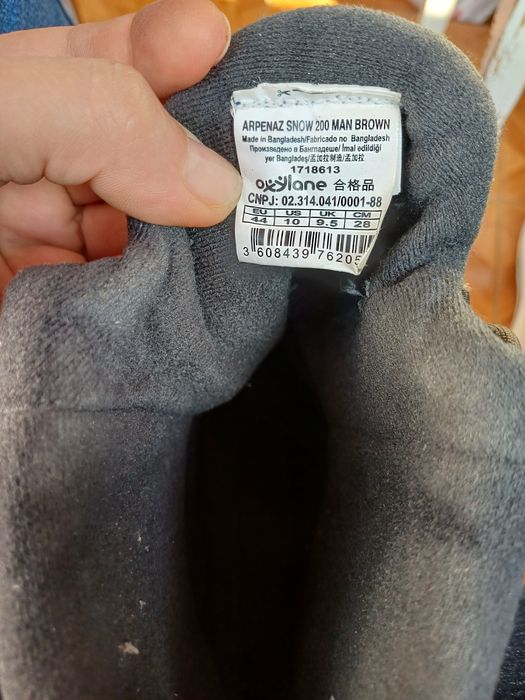 ARPENAZ SNOW 200 MAN BROWN
Made in Bangladesh/Fabricado no Bangladesh
Произведено в Бангладеше/ İmal edildiği
yer Bangladeş/孟加拉制造/孟加拉
1718613
oxylane 合格品
CNPJ: 02.314.041/0001-88
EU US UK CM
44 10 9.5 28
3 608439 76205